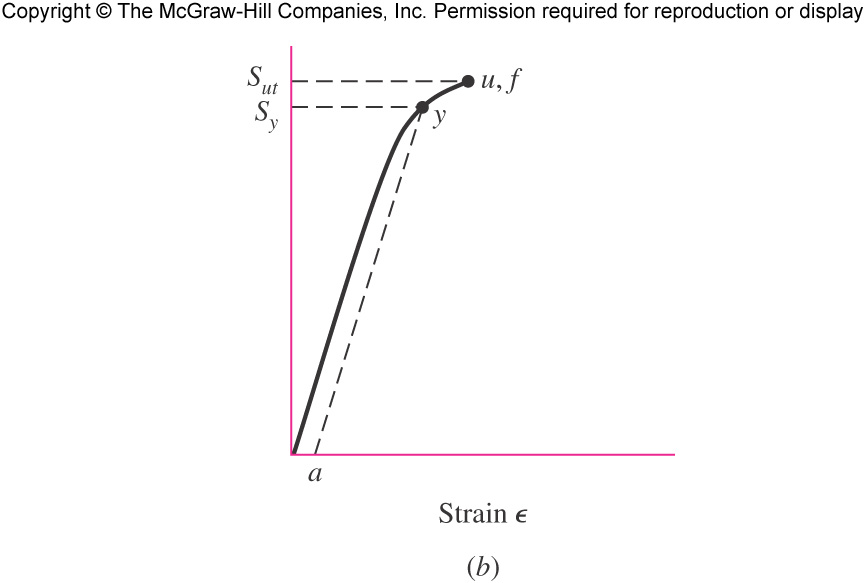 Copyright © The McGraw-Hill Companies, Inc. Permission required for reproduction or display
S_ut
u, f
S_y
y
a
Strain ϵ
(b)